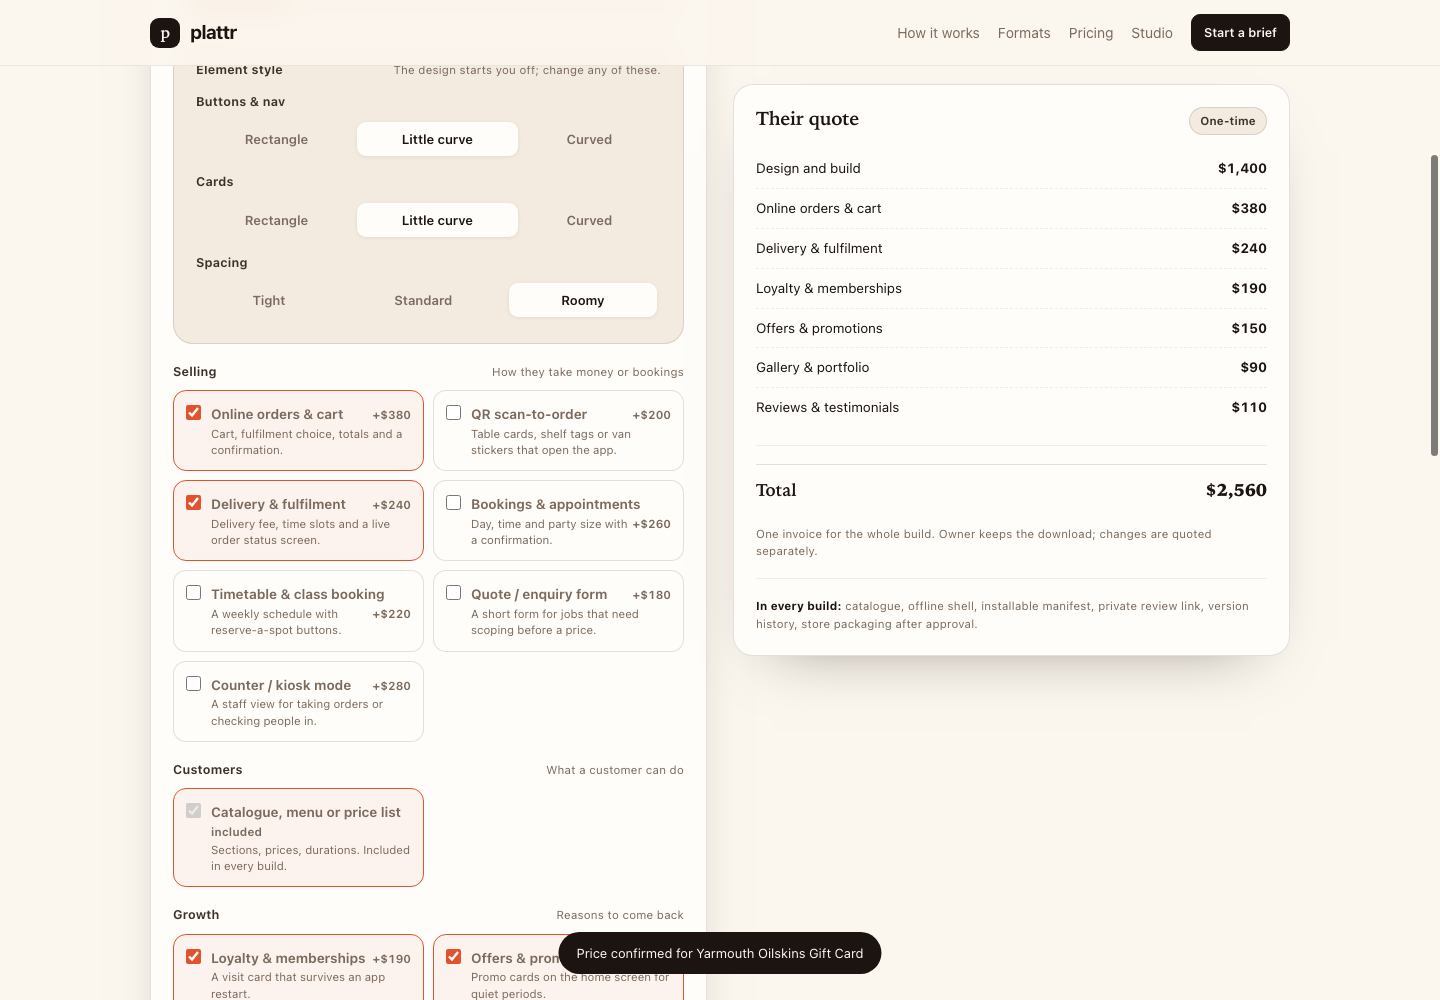 p plattr
How it works Formats Pricing Studio Start a brief
Element style The design starts you off; change any of these.
Buttons & nav
Rectangle Little curve Curved
Cards
Rectangle Little curve Curved
Spacing
Tight Standard Roomy
Selling How they take money or bookings
Online orders & cart +$380
Cart, fulfilment choice, totals and a
confirmation.
QR scan-to-order +$200
Table cards, shelf tags or van
stickers that open the app.
Delivery & fulfilment +$240
Delivery fee, time slots and a live
order status screen.
Bookings & appointments
Day, time and party size with +$260
a confirmation.
Timetable & class booking
A weekly schedule with +$220
reserve-a-spot buttons.
Quote / enquiry form +$180
A short form for jobs that need
scoping before a price.
Counter / kiosk mode +$280
A staff view for taking orders or
checking people in.
Customers What a customer can do
Catalogue, menu or price list
included
Sections, prices, durations. Included
in every build.
Growth Reasons to come back
Loyalty & memberships +$190
A visit card that survives an app
restart.
Offers & pron
Promo cards on the home screen for
quiet periods.
Their quote One-time
Design and build $1,400
Online orders & cart $380
Delivery & fulfilment $240
Loyalty & memberships $190
Offers & promotions $150
Gallery & portfolio $90
Reviews & testimonials $110
Total $2,560
One invoice for the whole build. Owner keeps the download; changes are quoted
separately.
In every build: catalogue, offline shell, installable manifest, private review link, version
history, store packaging after approval.
Price confirmed for Yarmouth Oilskins Gift Card